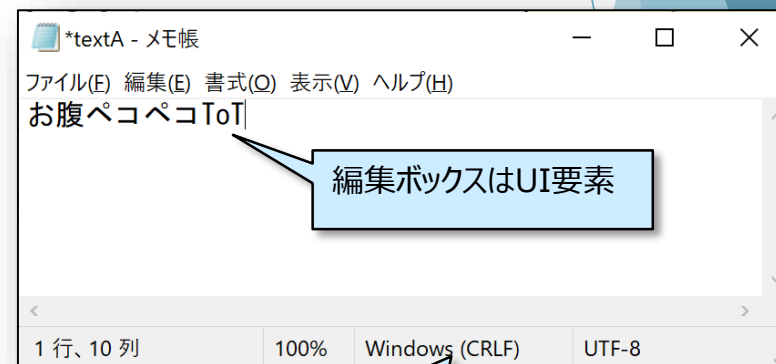 *textA - メモ帳
ファイル(F) 編集(E) 書式(O) 表示(V) ヘルプ(H)
お腹ペコペコToT
編集ボックスはUI要素
1 行、10 列 100% Windows (CRLF) UTF-8